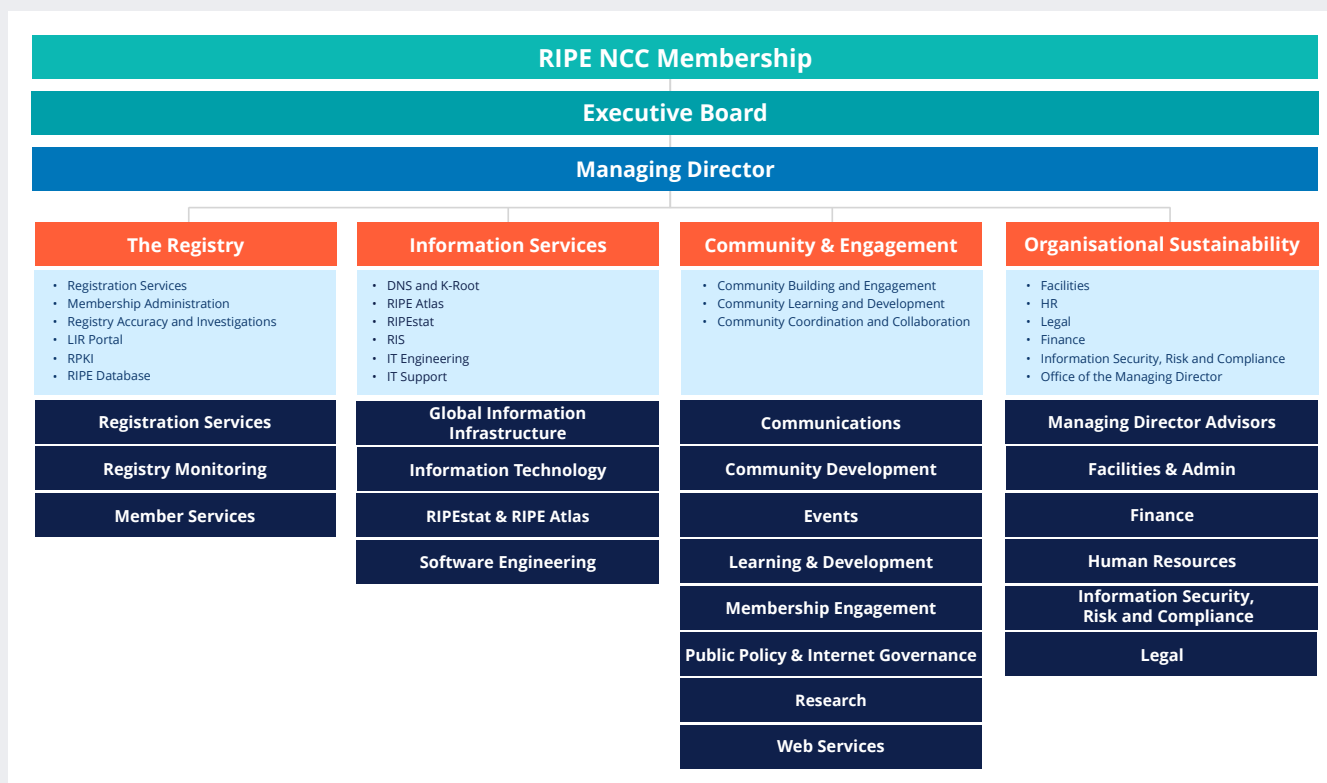 RIPE NCC Membership
Executive Board
Managing Director
The Registry
• Registration Services
• Membership Administration
• Registry Accuracy and Investigations
• LIR Portal
• RPKI
• RIPE Database
Registration Services
Registry Monitoring
Member Services
Information Services
• DNS and K-Root
• RIPE Atlas
• RIPEstat
• RIS
• IT Engineering
• IT Support
Global Information
Infrastructure
Information Technology
RIPEstat & RIPE Atlas
Software Engineering
Community & Engagement
• Community Building and Engagement
• Community Learning and Development
• Community Coordination and Collaboration
Communications
Community Development
Events
Learning & Development
Membership Engagement
Public Policy & Internet Governance
Research
Web Services
Organisational Sustainability
• Facilities
• HR
• Legal
• Finance
• Information Security, Risk and Compliance
• Office of the Managing Director
Managing Director Advisors
Facilities & Admin
Finance
Human Resources
Information Security,
Risk and Compliance
Legal